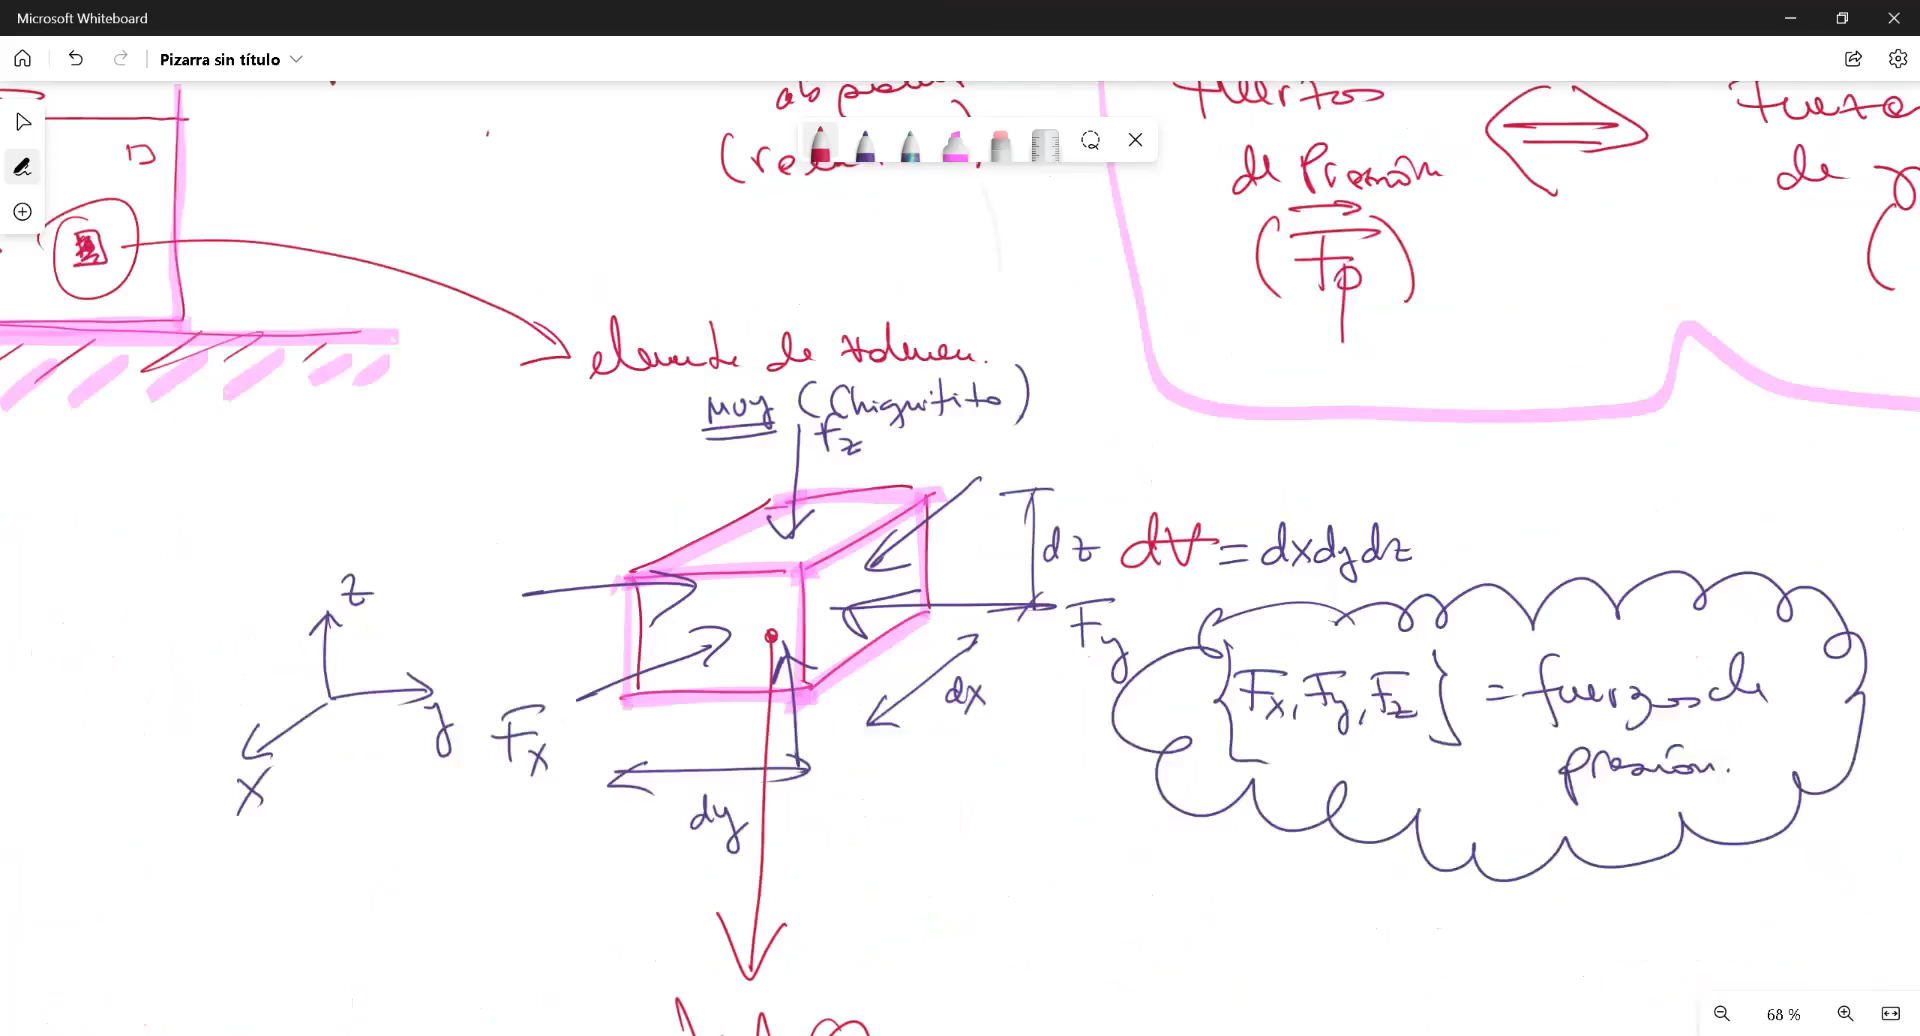 Microsoft Whiteboard
Pizarra sin título
de Presión
de
(Fp)
elemento de volumen.
muy (Chiquitito)
Fz
dz dV = dxdydz
z
y
x
Fy
dx
Fx
dy
{Fx, Fy, Fz} = fuerzas de
presión.
68 %